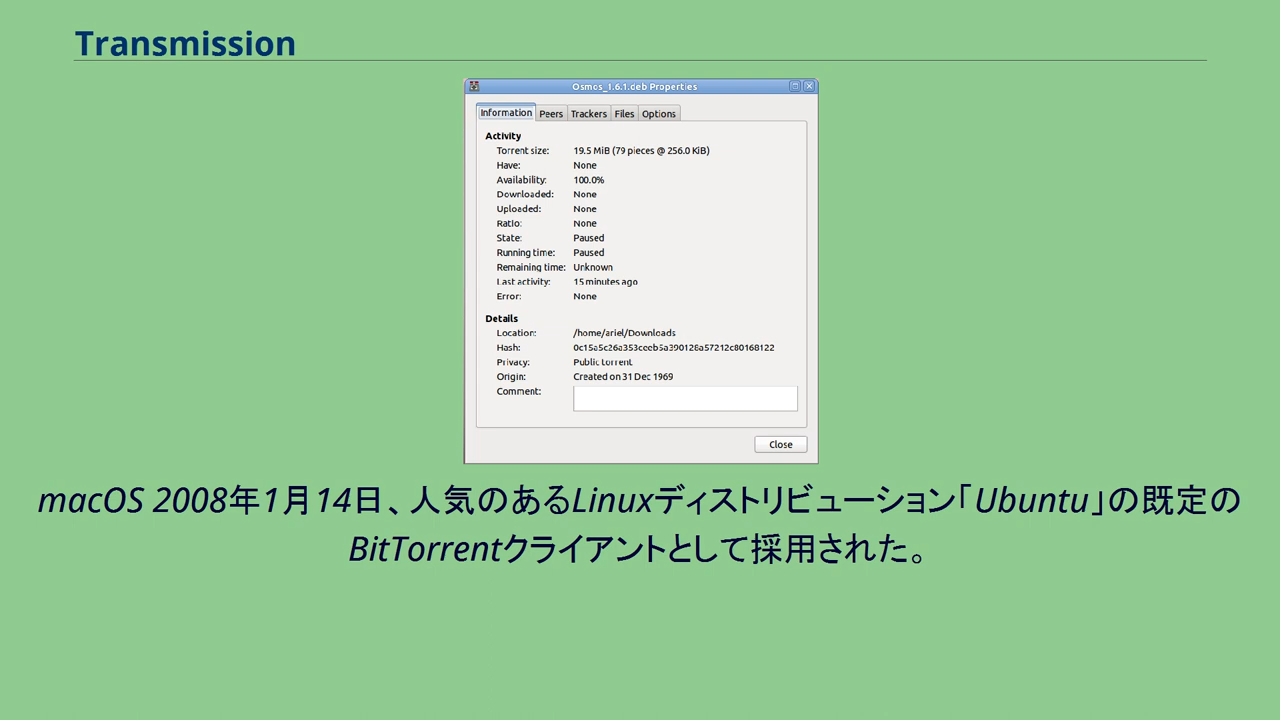 Transmission
Osmos_1.6.1.deb Properties
Information Peers Trackers Files Options
Activity
Torrent size: 19.5 MiB (79 pieces @ 256.0 KiB)
Have: None
Availability: 100.0%
Downloaded: None
Uploaded: None
Ratio: None
State: Paused
Running time: Paused
Remaining time: Unknown
Last activity: 15 minutes ago
Error: None
Details
Location: /home/ariel/Downloads
Hash: 0c15a5c26a353ceeb5a390128a57212c80168122
Privacy: Public torrent
Origin: Created on 31 Dec 1969
Comment:
Close
macOS 2008年1月14日、人気のあるLinuxディストリビューション「Ubuntu」の既定の
BitTorrentクライアントとして採用された。